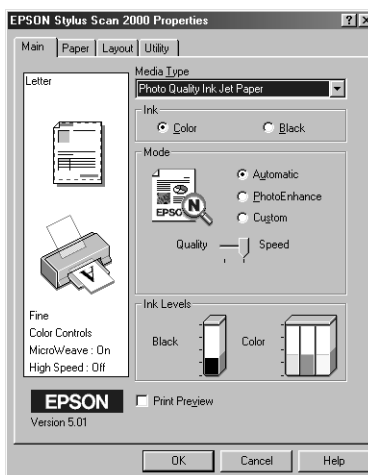 EPSON Stylus Scan 2000 Properties ? x
Main Paper Layout Utility
Letter
Media Type
Photo Quality Ink Jet Paper
Ink
Color Black
Mode
EPSON N
Automatic
PhotoEnhance
Custom
Quality Speed
A
Fine
Color Controls
MicroWeave : On
High Speed : Off
Ink Levels
Black Color
EPSON
Version 5.01
Print Preview
OK Cancel Help